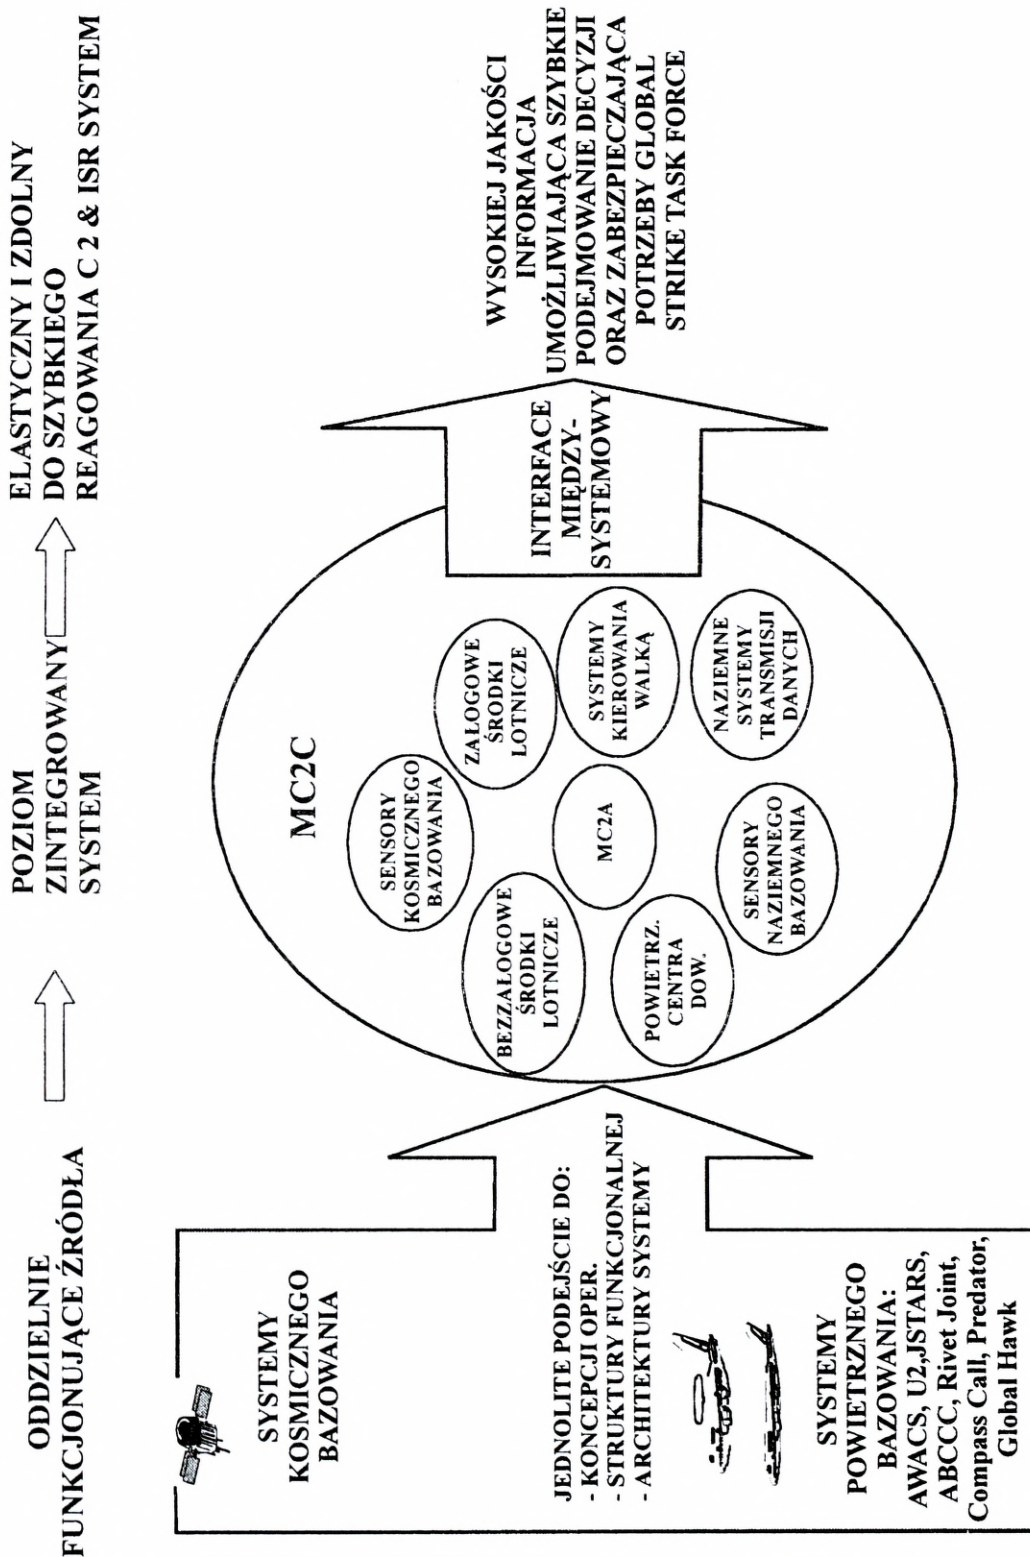 ODDZIELNIE
FUNKCJONUJĄCE ŹRÓDŁA
POZIOM
ZINTEGROWANY
SYSTEM
ELASTYCZNY I ZDOLNY
DO SZYBKIEGO
REAGOWANIA C 2 & ISR SYSTEM
SYSTEMY
KOSMICZNEGO
BAZOWANIA
JEDNOLITE PODEJŚCIE DO:
- KONCEPCJI OPER.
- STRUKTURY FUNKCJONALNEJ
- ARCHITEKTURY SYSTEMY
SYSTEMY
POWIETRZNEGO
BAZOWANIA:
AWACS, U2,JSTARS,
ABCCC, Rivet Joint,
Compass Call, Predator,
Global Hawk
MC2C
SENSORY
KOSMICZNEGO
BAZOWANIA
ZAŁOGOWE
ŚRODKI
LOTNICZE
BEZZAŁOGOWE
ŚRODKI
LOTNICZE
MC2A
SYSTEMY
KIEROWANIA
WALKĄ
POWIETRZ.
CENTRA
DOW.
SENSORY
NAZIEMNEGO
BAZOWANIA
NAZIEMNE
SYSTEMY
TRANSMISJI
DANYCH
INTERFACE
MIĘDZY-
SYSTEMOWY
WYSOKIEJ JAKOŚCI
INFORMACJA
UMOŻLIWIAJĄCA SZYBKIE
PODEJMOWANIE DECYZJI
ORAZ ZABEZPIECZAJĄCA
POTRZEBY GLOBAL
STRIKE TASK FORCE